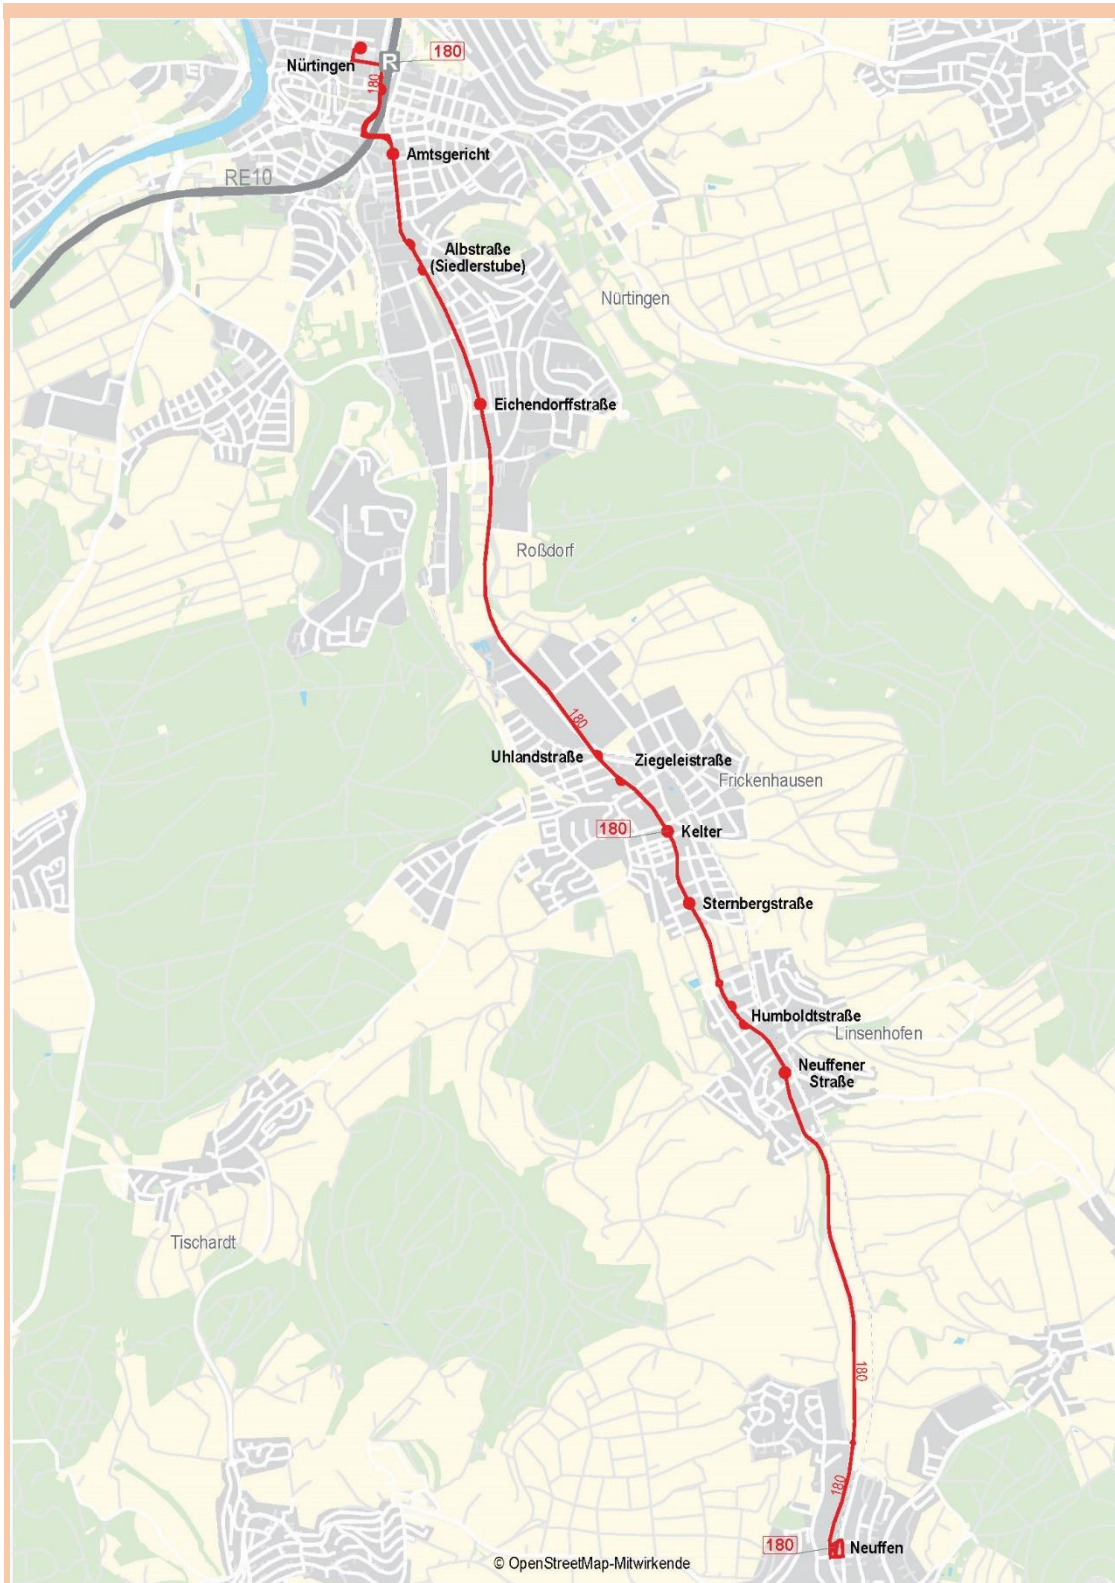 180
Nürtingen
R
180
Amtsgericht
RE10
Albstraße
(Siedlerstube)
Nürtingen
Eichendorffstraße
Roßdorf
180
Uhlandstraße
Ziegeleistraße
Frickenhausen
180
Kelter
Sternbergstraße
Humboldtstraße
Linsenhofen
Neuffener
Straße
Tischardt
180
180
180
Neuffen
© OpenStreetMap-Mitwirkende